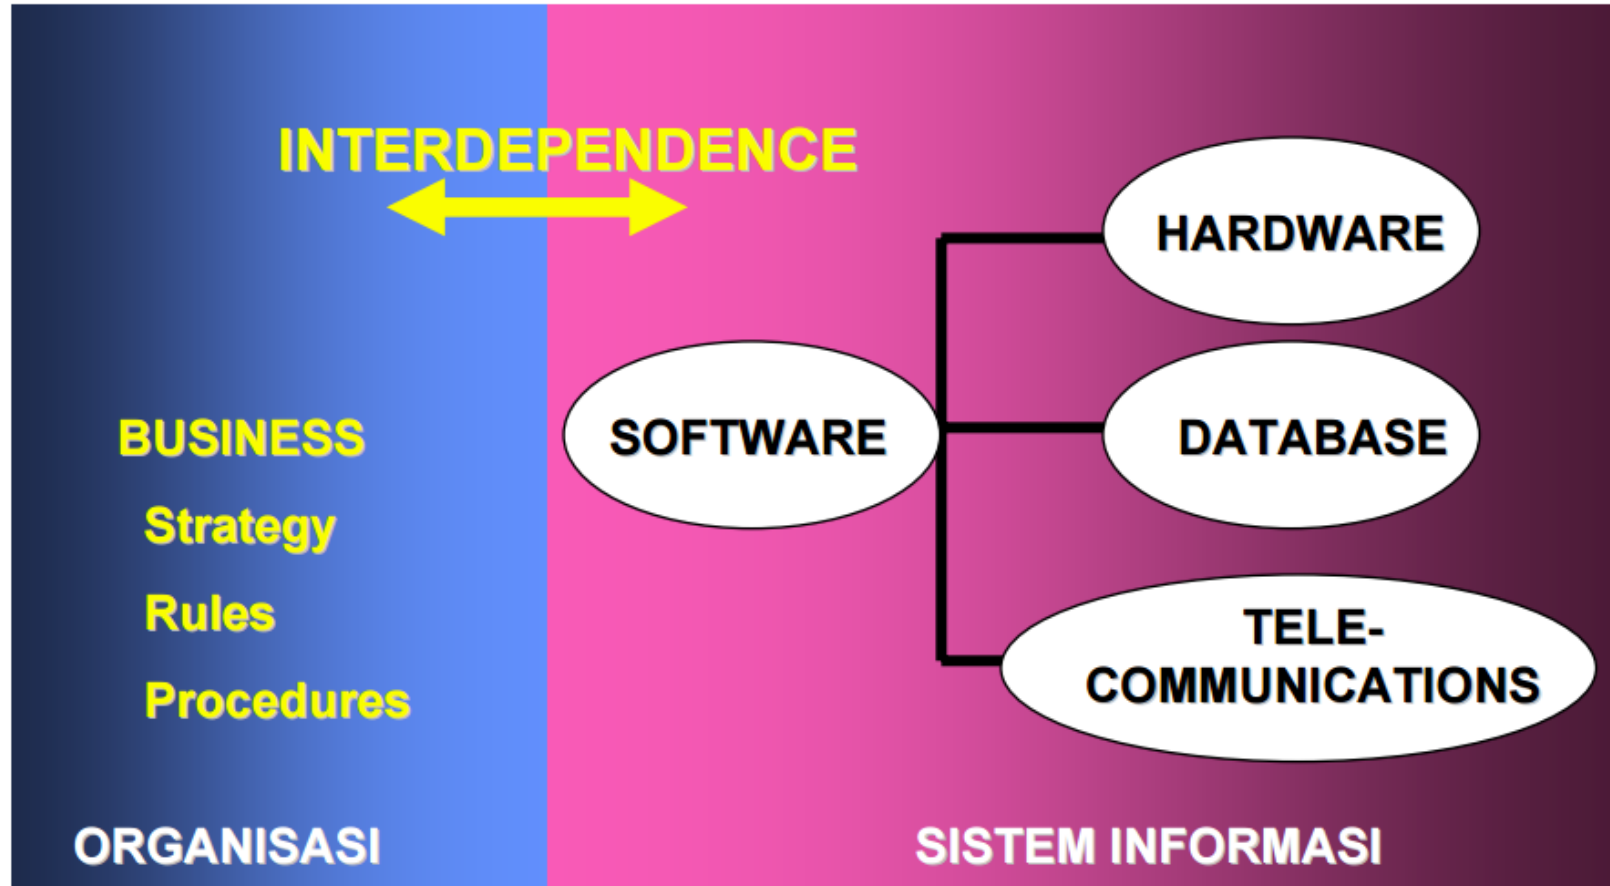 INTERDEPENDENCE
HARDWARE
BUSINESS
SOFTWARE
DATABASE
Strategy
Rules
TELE-
COMMUNICATIONS
Procedures
ORGANISASI
SISTEM INFORMASI